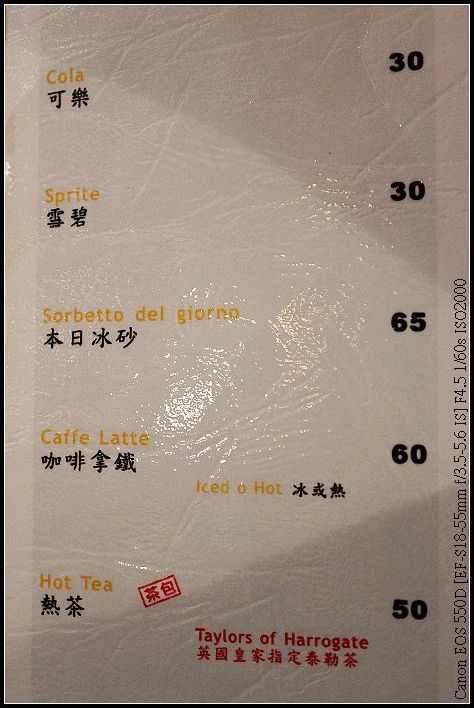 Cola 30
可樂
Sprite 30
雪碧
Sorbetto del giorno 65
本日冰砂
Caffe Latte 60
咖啡拿鐵
Iced o Hot 冰或熱
Hot Tea
熱茶 茶包 50
Taylors of Harrogate
英國皇家指定泰勒茶
Canon EOS 550D [EF-S18-55mm f/3.5-5.6 IS] F4.5 1/60s ISO2000